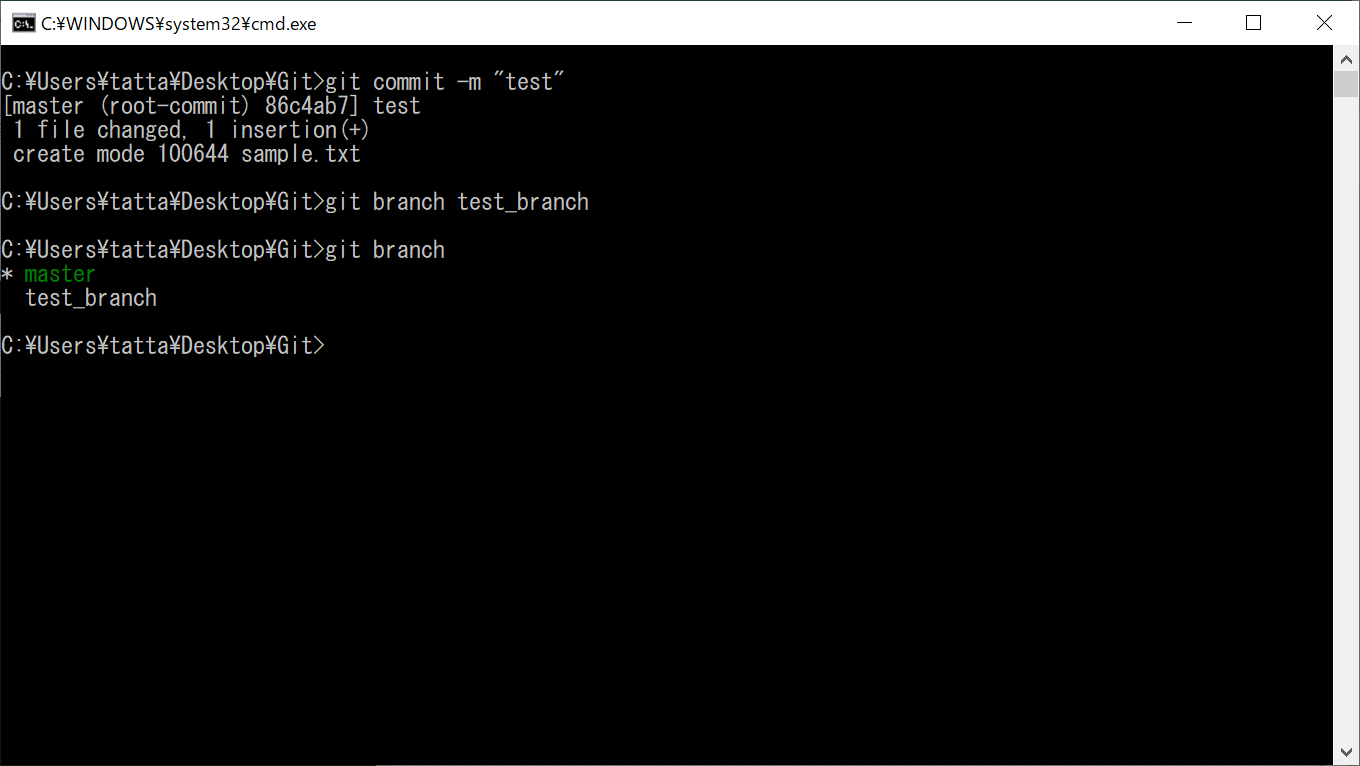 C:¥WINDOWS¥system32¥cmd.exe
C:¥Users¥tatta¥Desktop¥Git>git commit -m "test"
[master (root-commit) 86c4ab7] test
 1 file changed, 1 insertion(+)
 create mode 100644 sample.txt
C:¥Users¥tatta¥Desktop¥Git>git branch test_branch
C:¥Users¥tatta¥Desktop¥Git>git branch
* master
  test_branch
C:¥Users¥tatta¥Desktop¥Git>